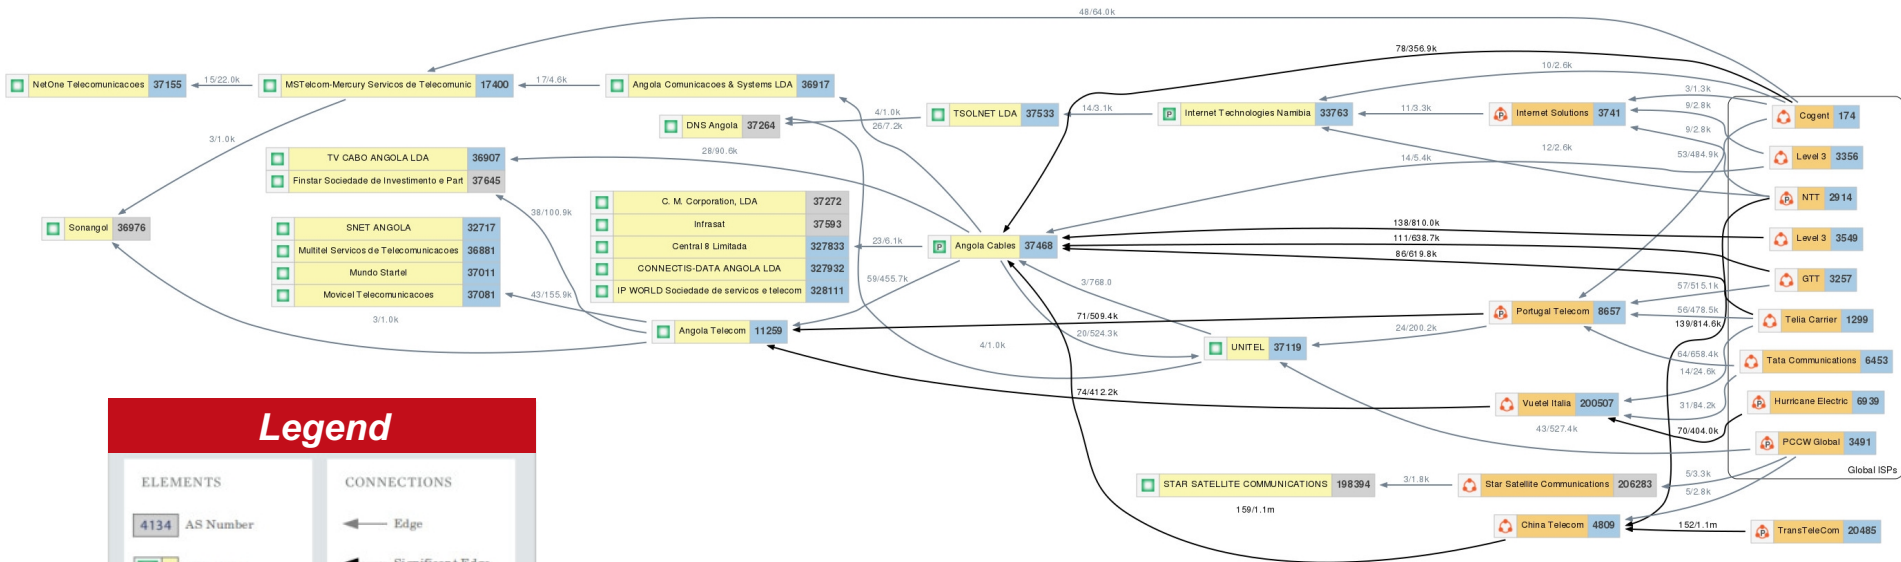 48/64.0k
78/356.9k
10/2.6k
NetOne Telecomunicacoes 37155
15/22.0k
MSTelcom-Mercury Servicos de Telecomunic 17400
17/4.6k
Angola Comunicacoes & Systems LDA 36917
3/1.3k
9/2.8k
4/1.0k
26/7.2k
TSOLNET LDA 37533
14/3.1k
Internet Technologies Namibia 33763
11/3.3k
Internet Solutions 3741
Cogent 174
DNS Angola 37264
9/2.8k
3/1.0k
28/90.6k
12/2.6k
14/5.4k
53/484.9k
Level 3 3356
TV CABO ANGOLA LDA 36907
Finstar Sociedade de Investimento e Part 37645
NTT 2914
38/100.9k
C. M. Corporation, LDA 37272
Infrasat 37593
Central 8 Limitada 327833
CONNECTIS-DATA ANGOLA LDA 327932
IP WORLD Sociedade de servicos e telecom 328111
Sonangol 36976
SNET ANGOLA 32717
Multitel Servicos de Telecomunicacoes 36881
Mundo Startel 37011
Movicel Telecomunicacoes 37081
23/6.1k
Angola Cables 37468
138/810.0k
111/638.7k
86/619.8k
Level 3 3549
GTT 3257
59/455.7k
3/768.0
57/515.1k
43/155.9k
3/1.0k
Angola Telecom 11259
71/509.4k
20/524.3k
Portugal Telecom 8657
56/478.5k
139/814.6k
Telia Carrier 1299
24/200.2k
4/1.0k
UNITEL 37119
64/658.4k
14/24.6k
Tata Communications 6453
74/412.2k
Vuetel Italia 200507
31/84.2k
Hurricane Electric 6939
43/527.4k
70/404.0k
PCCW Global 3491
Global ISPs
STAR SATELLITE COMMUNICATIONS 198394
3/1.8k
Star Satellite Communications 206283
5/3.3k
5/2.8k
159/1.1m
China Telecom 4809
152/1.1m
TransTeleCom 20485
Legend
ELEMENTS
CONNECTIONS
4134 AS Number
Edge
Significant Edge